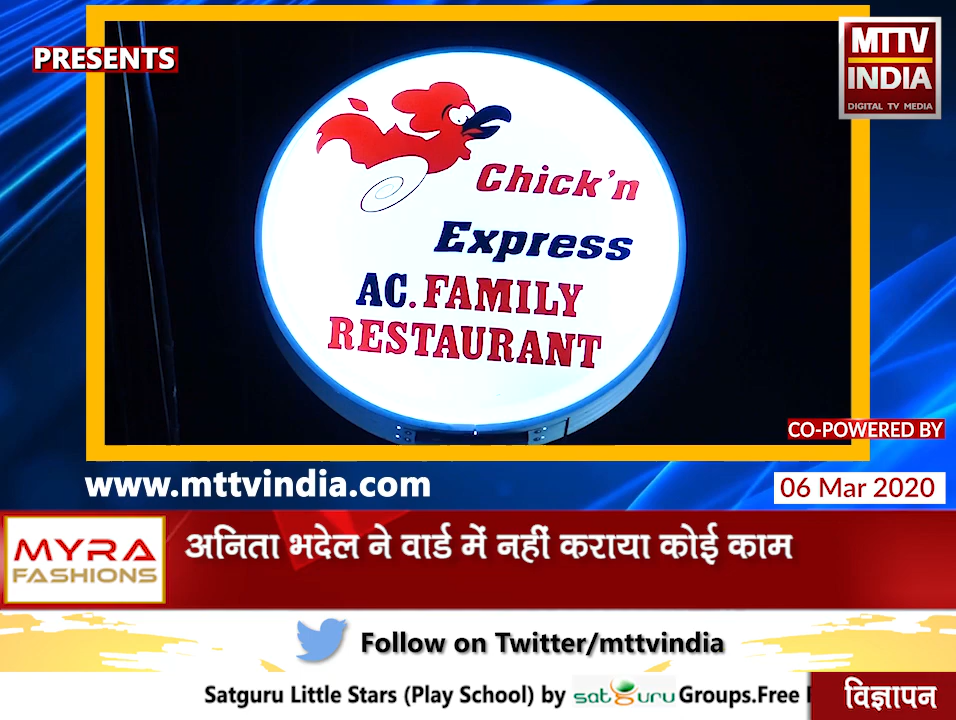 PRESENTS
MTTV
INDIA
DIGITAL TV MEDIA
Chick'n
Express
AC. FAMILY
RESTAURANT
CO-POWERED BY
www.mttvindia.com
06 Mar 2020
MYRA
FASHIONS
अनिता भदेल ने वार्ड में नहीं कराया कोई काम
Follow on Twitter/mttvindia
Satguru Little Stars (Play School) by satguru Groups.Free
विज्ञापन